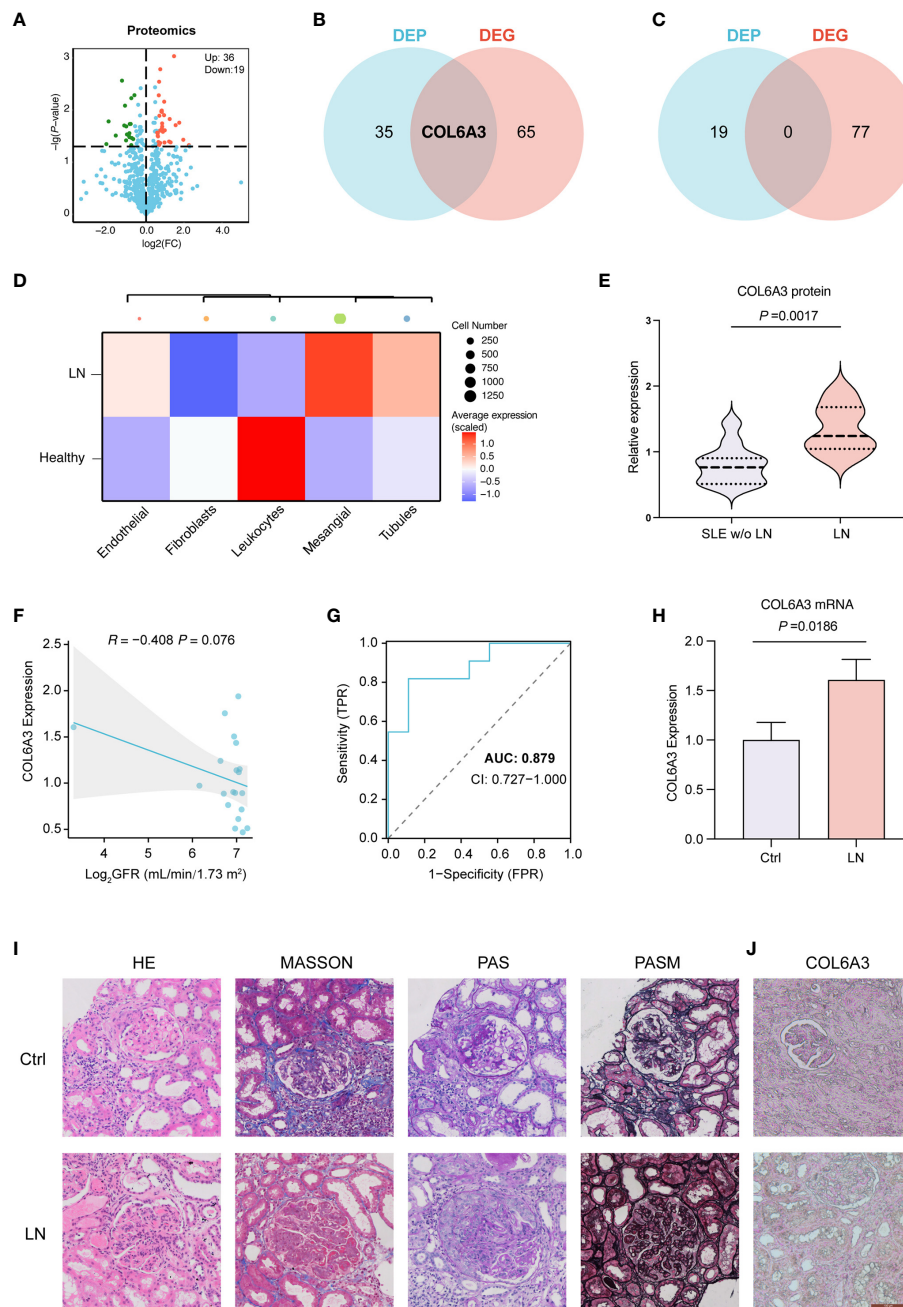 A
Proteomics
Up: 36
Down:19
3
2
1
0
−lg(P−value)
−2.0
0.0
2.0
4.0
log2(FC)
B
DEP
DEG
35
COL6A3
65
C
DEP
DEG
19
0
77
D
LN
Healthy
Endothelial
Fibroblasts
Leukocytes
Mesangial
Tubules
Cell Number
250
500
750
1000
1250
Average expression
(scaled)
1.0
0.5
0.0
−0.5
−1.0
E
COL6A3 protein
P =0.0017
3
2
1
0
Relative expression
SLE w/o LN
LN
F
R = −0.408 P = 0.076
2.5
2.0
1.5
1.0
0.5
COL6A3 Expression
4
5
6
7
Log₂GFR (mL/min/1.73 m²)
G
1.0
0.8
0.6
0.4
0.2
0.0
Sensitivity (TPR)
AUC: 0.879
CI: 0.727−1.000
0.0
0.2
0.4
0.6
0.8
1.0
1−Specificity (FPR)
H
COL6A3 mRNA
P =0.0186
2.0
1.5
1.0
0.5
0.0
COL6A3 Expression
Ctrl
LN
I
HE
MASSON
PAS
PASM
J
COL6A3
Ctrl
LN